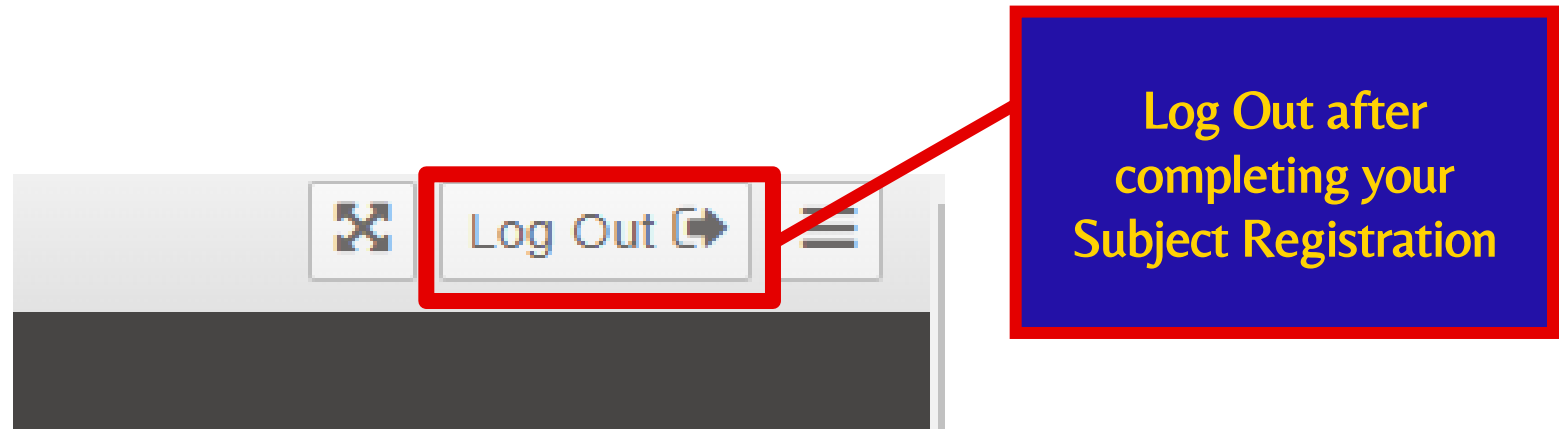 Log Out after
completing your
Subject Registration
Log Out